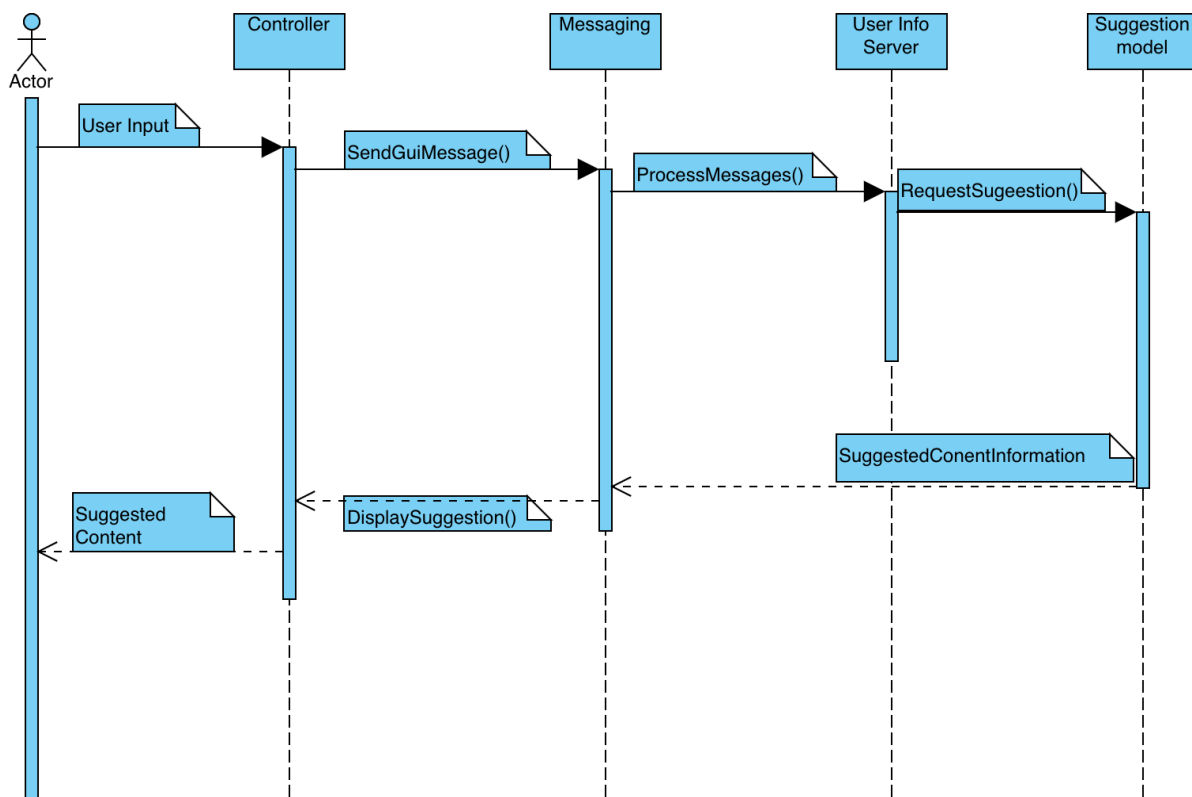 Actor
Controller
Messaging
User Info
Server
Suggestion
model
User Input
SendGuiMessage()
ProcessMessages()
RequestSugeestion()
SuggestedConentInformation
DisplaySuggestion()
Suggested
Content